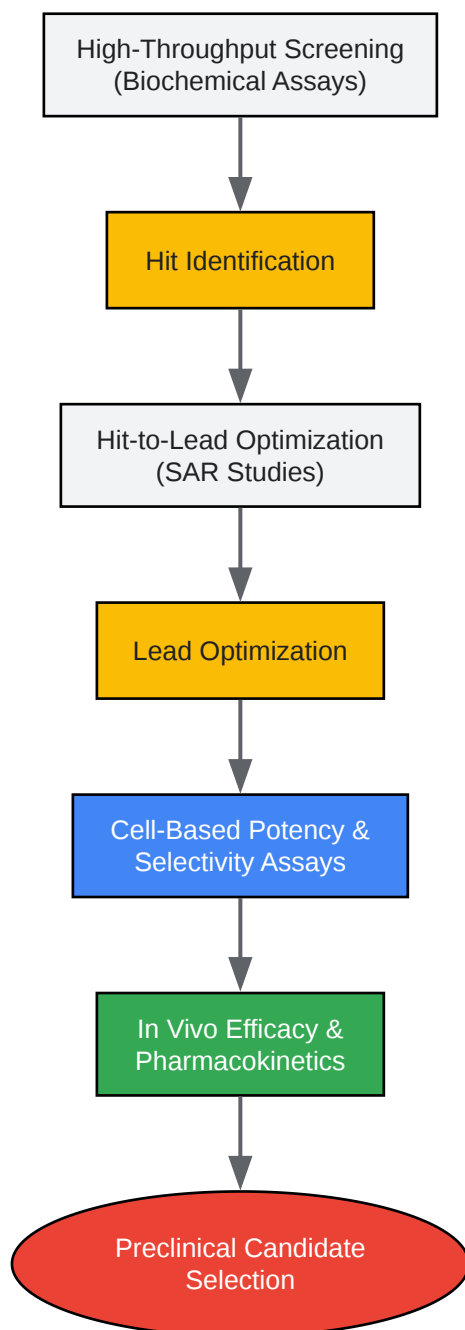 High-Throughput Screening
(Biochemical Assays)
Hit Identification
Hit-to-Lead Optimization
(SAR Studies)
Lead Optimization
Cell-Based Potency &
Selectivity Assays
In Vivo Efficacy &
Pharmacokinetics
Preclinical Candidate
Selection